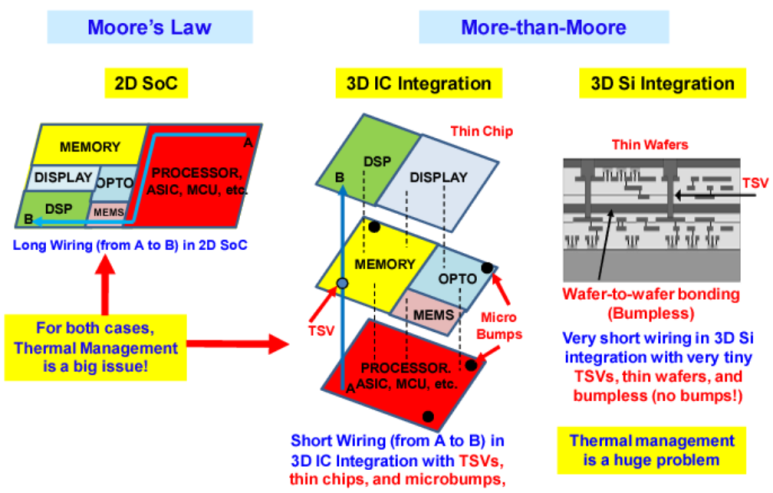 Moore's Law
More-than-Moore
2D SoC
3D IC Integration
3D Si Integration
MEMORY
DISPLAY
OPTO
DSP
MEMS
PROCESSOR,
ASIC, MCU, etc.
A
B
Long Wiring (from A to B) in 2D SoC
For both cases,
Thermal Management
is a big issue!
Thin Chip
DSP
DISPLAY
B
MEMORY
OPTO
MEMS
TSV
Micro
Bumps
PROCESSOR.
ASIC, MCU, etc.
A
Short Wiring (from A to B) in
3D IC Integration with TSVs,
thin chips, and microbumps,
Thin Wafers
TSV
Wafer-to-wafer bonding
(Bumpless)
Very short wiring in 3D Si
integration with very tiny
TSVs, thin wafers, and
bumpless (no bumps!)
Thermal management
is a huge problem